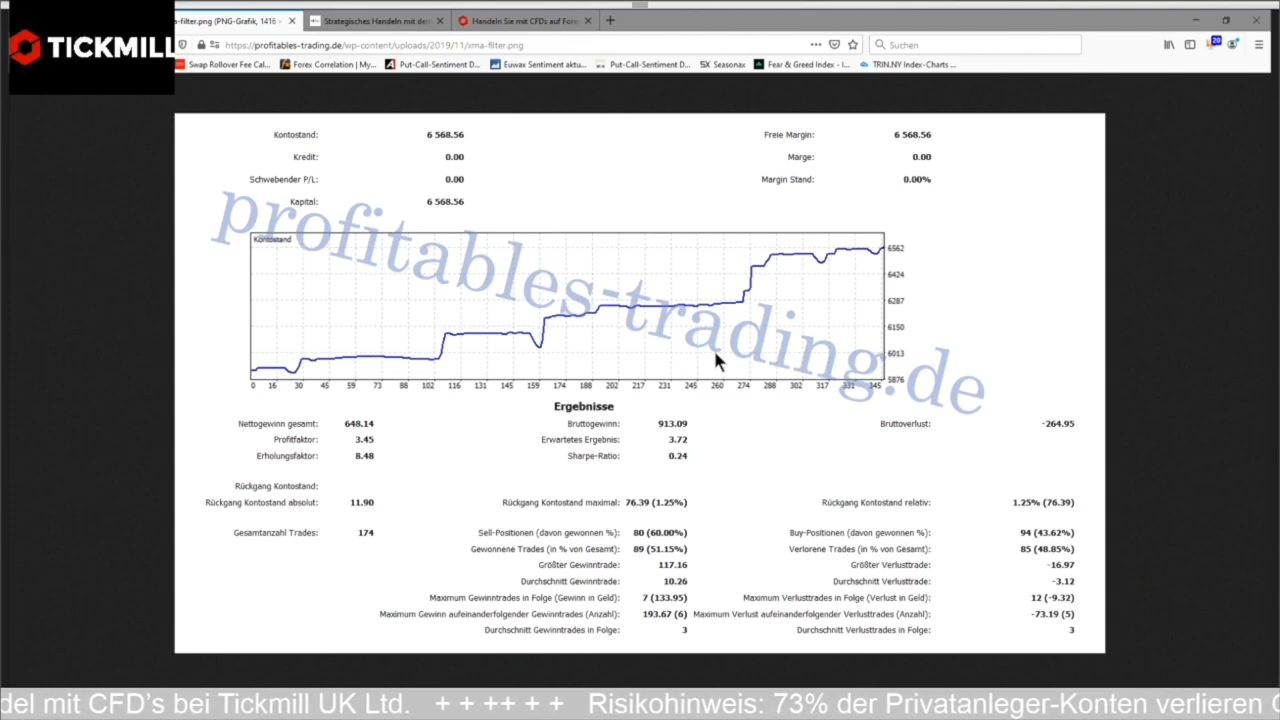 TICKMILL
a-filter.png (PNG-Grafik, 1416 ×
Strategisches Handeln mit den
Handeln Sie mit CFDs auf Fore
https://profitables-trading.de/wp-content/uploads/2019/11/xma-filter.png
Suchen
20
Swap Rollover Fee Cal...
Forex Correlation | My...
Put-Call-Sentiment D...
Euwax Sentiment aktu...
Put-Call-Sentiment D...
SX Seasonax
Fear & Greed Index - I...
TRIN.NY Index-Charts ...
Kontostand: 6 568.56 Freie Margin: 6 568.56
Kredit: 0.00 Marge: 0.00
Schwebender P/L: 0.00 Margin Stand: 0.00%
Kapital: 6 568.56
profitables-trading.de
Kontostand
6562
6424
6287
6150
6013
5876
0 16 30 45 59 73 88 102 116 131 145 159 174 188 202 217 231 245 260 274 288 302 317 331 345
Ergebnisse
Nettogewinn gesamt: 648.14 Bruttogewinn: 913.09 Bruttoverlust: -264.95
Profitfaktor: 3.45 Erwartetes Ergebnis: 3.72
Erholungsfaktor: 8.48 Sharpe-Ratio: 0.24
Rückgang Kontostand:
Rückgang Kontostand absolut: 11.90 Rückgang Kontostand maximal: 76.39 (1.25%) Rückgang Kontostand relativ: 1.25% (76.39)
Gesamtanzahl Trades: 174 Sell-Positionen (davon gewonnen %): 80 (60.00%) Buy-Positionen (davon gewonnen %): 94 (43.62%)
Gewonnene Trades (in % von Gesamt): 89 (51.15%) Verlorene Trades (in % von Gesamt): 85 (48.85%)
Größter Gewinntrade: 117.16 Größter Verlusttrade: -16.97
Durchschnitt Gewinntrade: 10.26 Durchschnitt Verlusttrade: -3.12
Maximum Gewinntrades in Folge (Gewinn in Geld): 7 (133.95) Maximum Verlusttrades in Folge (Verlust in Geld): 12 (-9.32)
Maximum Gewinn aufeinanderfolgender Gewinntrades (Anzahl): 193.67 (6) Maximum Verlust aufeinanderfolgender Verlusttrades (Anzahl): -73.19 (5)
Durchschnitt Gewinntrades in Folge: 3 Durchschnitt Verlusttrades in Folge: 3
del mit CFD's bei Tickmill UK Ltd. + + ++ + + Risikohinweis: 73% der Privatanleger-Konten verlieren